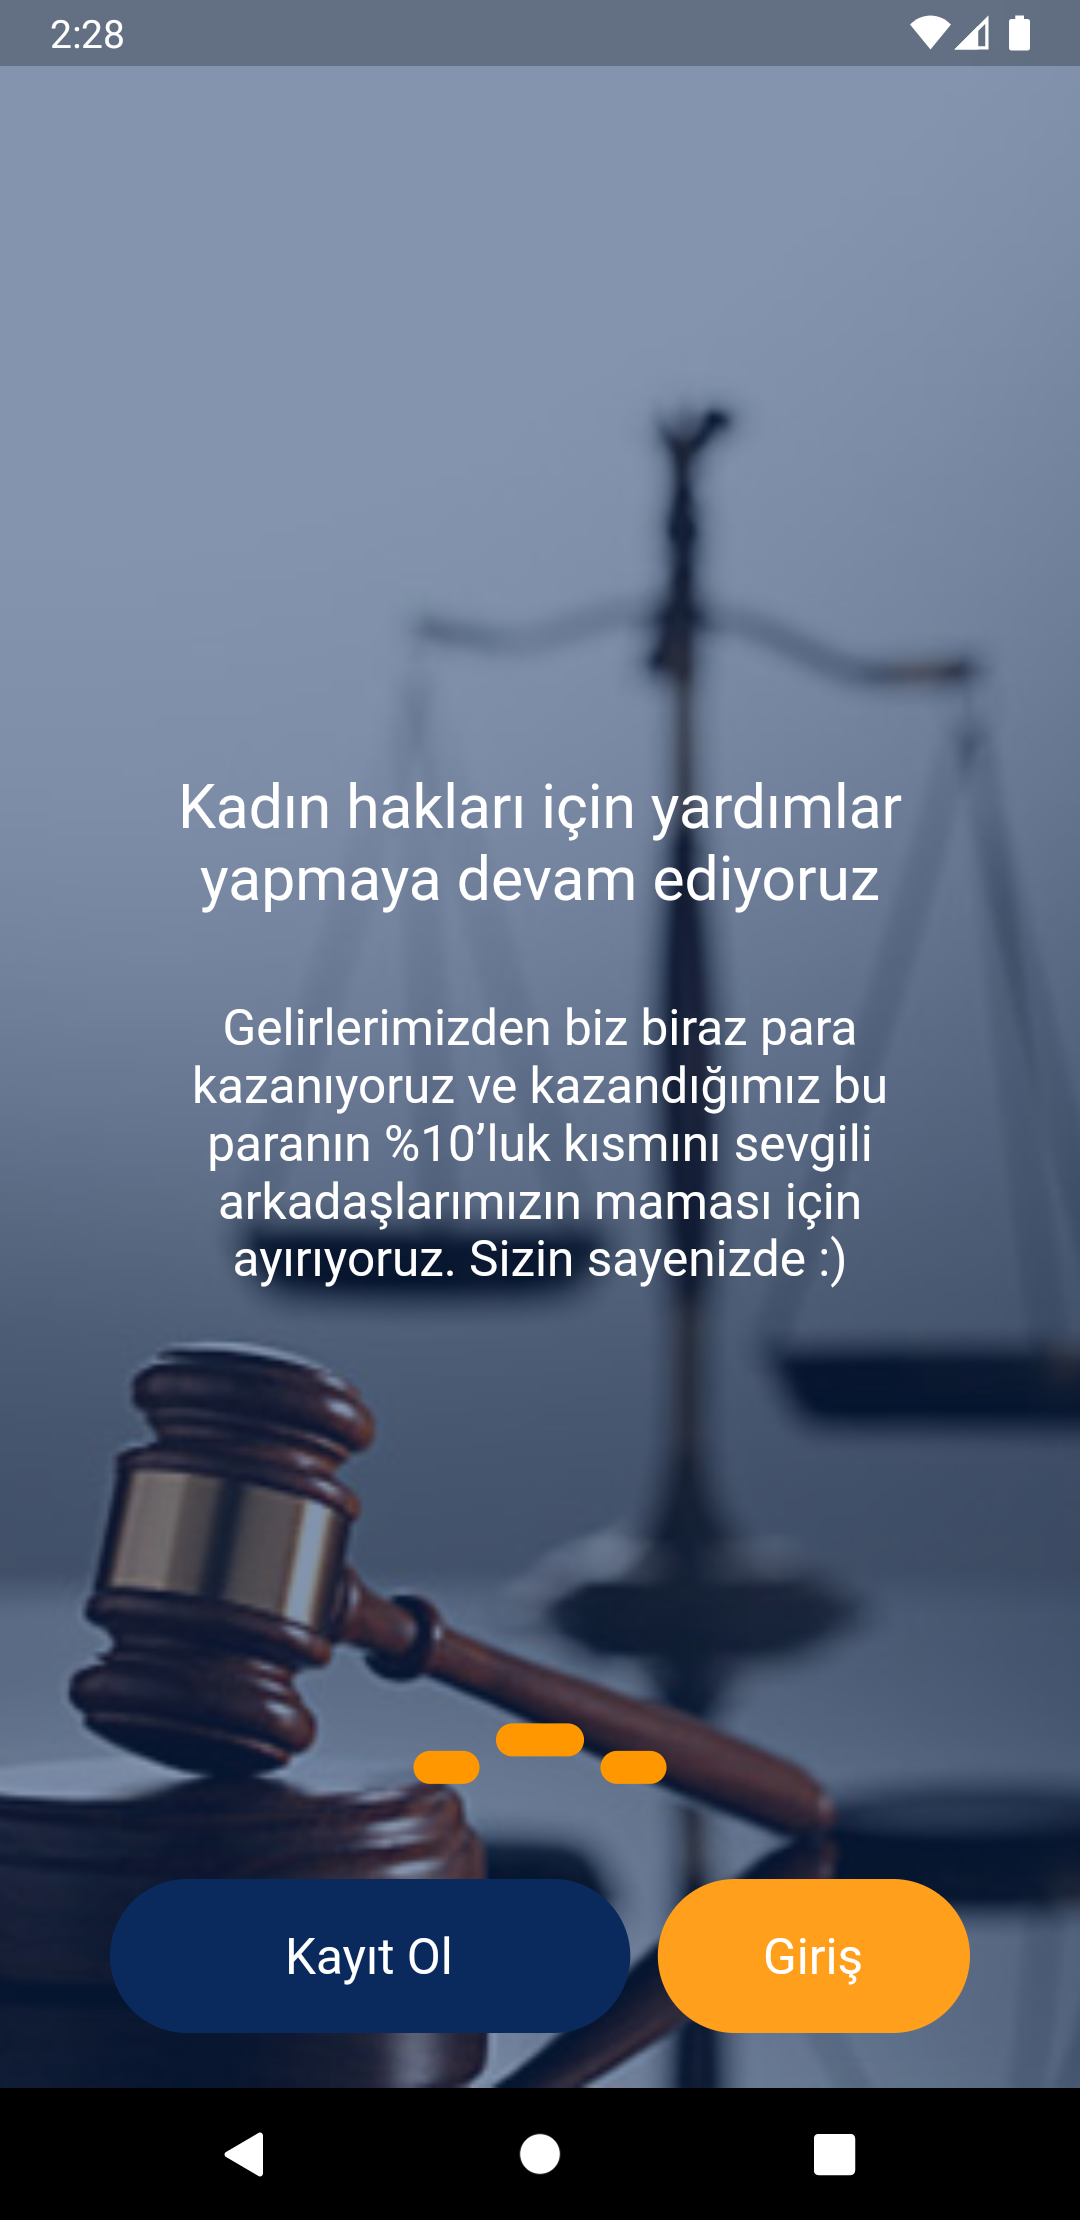 2:28
Kadın hakları için yardımlar
yapmaya devam ediyoruz
Gelirlerimizden biz biraz para
kazanıyoruz ve kazandığımız bu
paranın %10’luk kısmını sevgili
arkadaşlarımızın maması için
ayırıyoruz. Sizin sayenizde :)
Kayıt Ol
Giriş